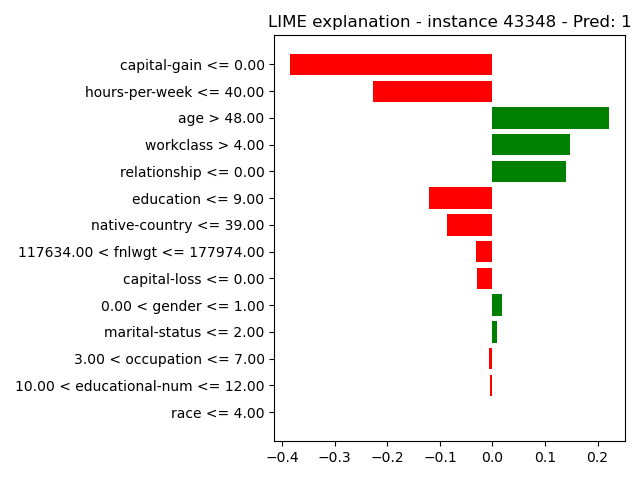 LIME explanation - instance 43348 - Pred: 1
capital-gain <= 0.00
hours-per-week <= 40.00
age > 48.00
workclass > 4.00
relationship <= 0.00
education <= 9.00
native-country <= 39.00
117634.00 < fnlwgt <= 177974.00
capital-loss <= 0.00
0.00 < gender <= 1.00
marital-status <= 2.00
3.00 < occupation <= 7.00
10.00 < educational-num <= 12.00
race <= 4.00
−0.4 −0.3 −0.2 −0.1 0.0 0.1 0.2